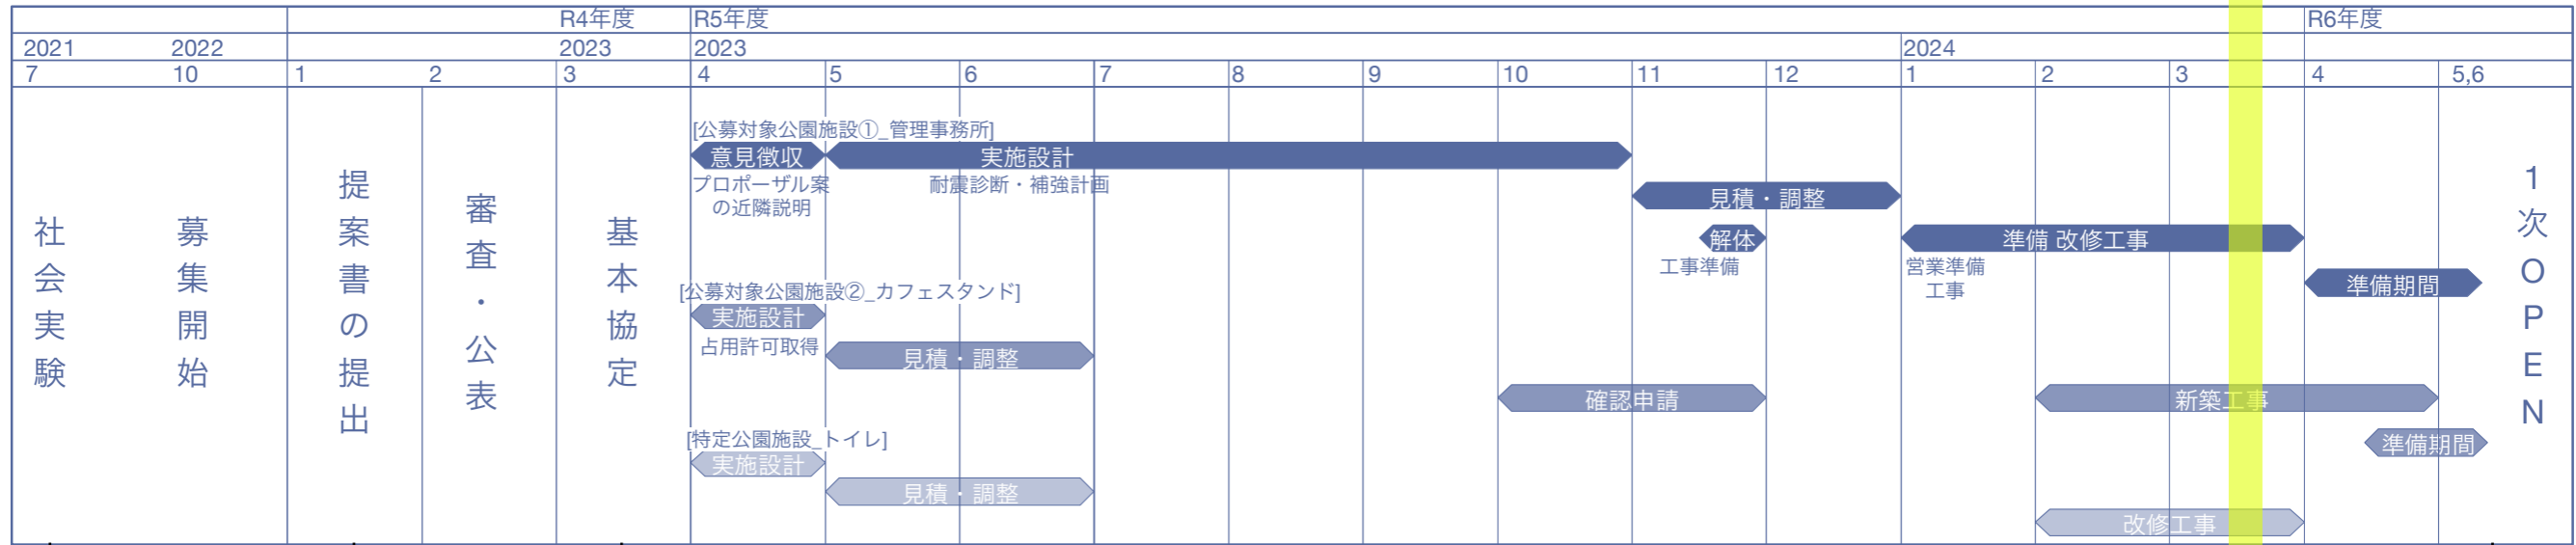 R4年度 R5年度 R6年度
2021 2022 2023 2023 2024
7 10 1 2 3 4 5 6 7 8 9 10 11 12 1 2 3 4 5,6
社会実験
募集開始
提案書の提出
審査・公表
基本協定
[公募対象公園施設①_管理事務所]
意見徴収 実施設計
プロポーザル案
の近隣説明
耐震診断・補強計画
見積・調整
解体
工事準備
準備 改修工事
営業準備
工事
準備期間
[公募対象公園施設②_カフェスタンド]
実施設計
占用許可取得
見積・調整
確認申請
新築工事
準備期間
[特定公園施設_トイレ]
実施設計
見積・調整
改修工事
1次OPEN